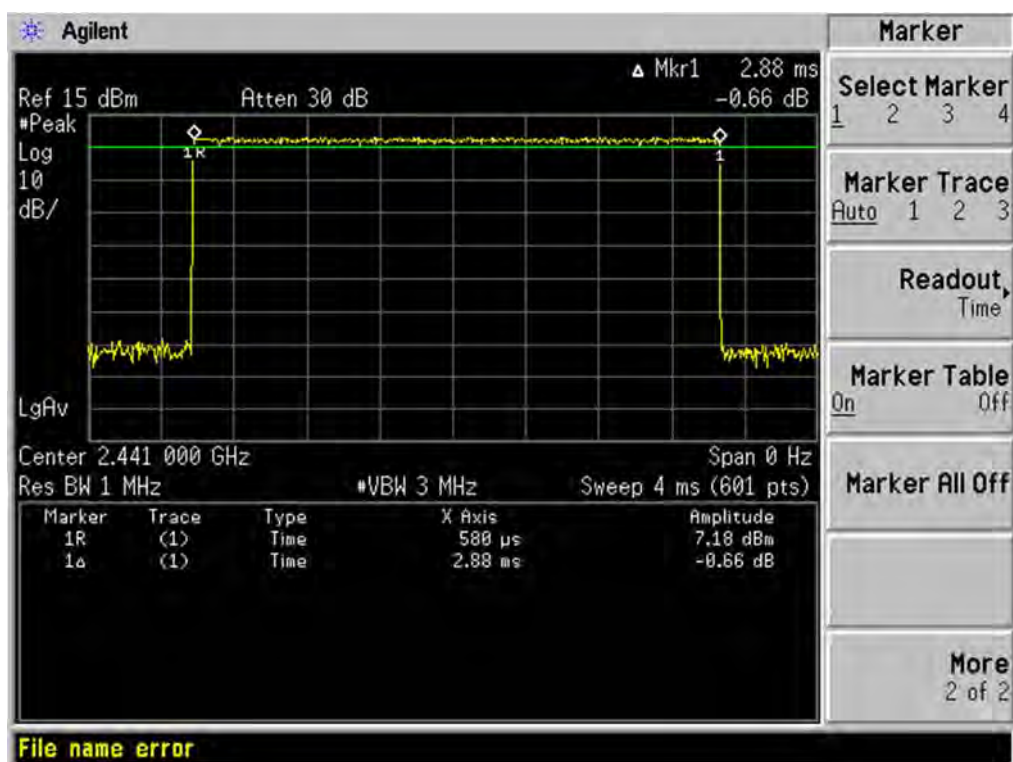 Agilent
Marker
Δ Mkr1 2.88 ms
Ref 15 dBm Atten 30 dB -0.66 dB
#Peak
Log
10
dB/
1R
1
LgAv
Center 2.441 000 GHz Span 0 Hz
Res BW 1 MHz #VBW 3 MHz Sweep 4 ms (601 pts)
Marker Trace Type X Axis Amplitude
1R (1) Time 580 µs 7.18 dBm
1Δ (1) Time 2.88 ms -0.66 dB
Select Marker
1 2 3 4
Marker Trace
Auto 1 2 3
Readout
Time
Marker Table
On Off
Marker All Off
More
2 of 2
File name error